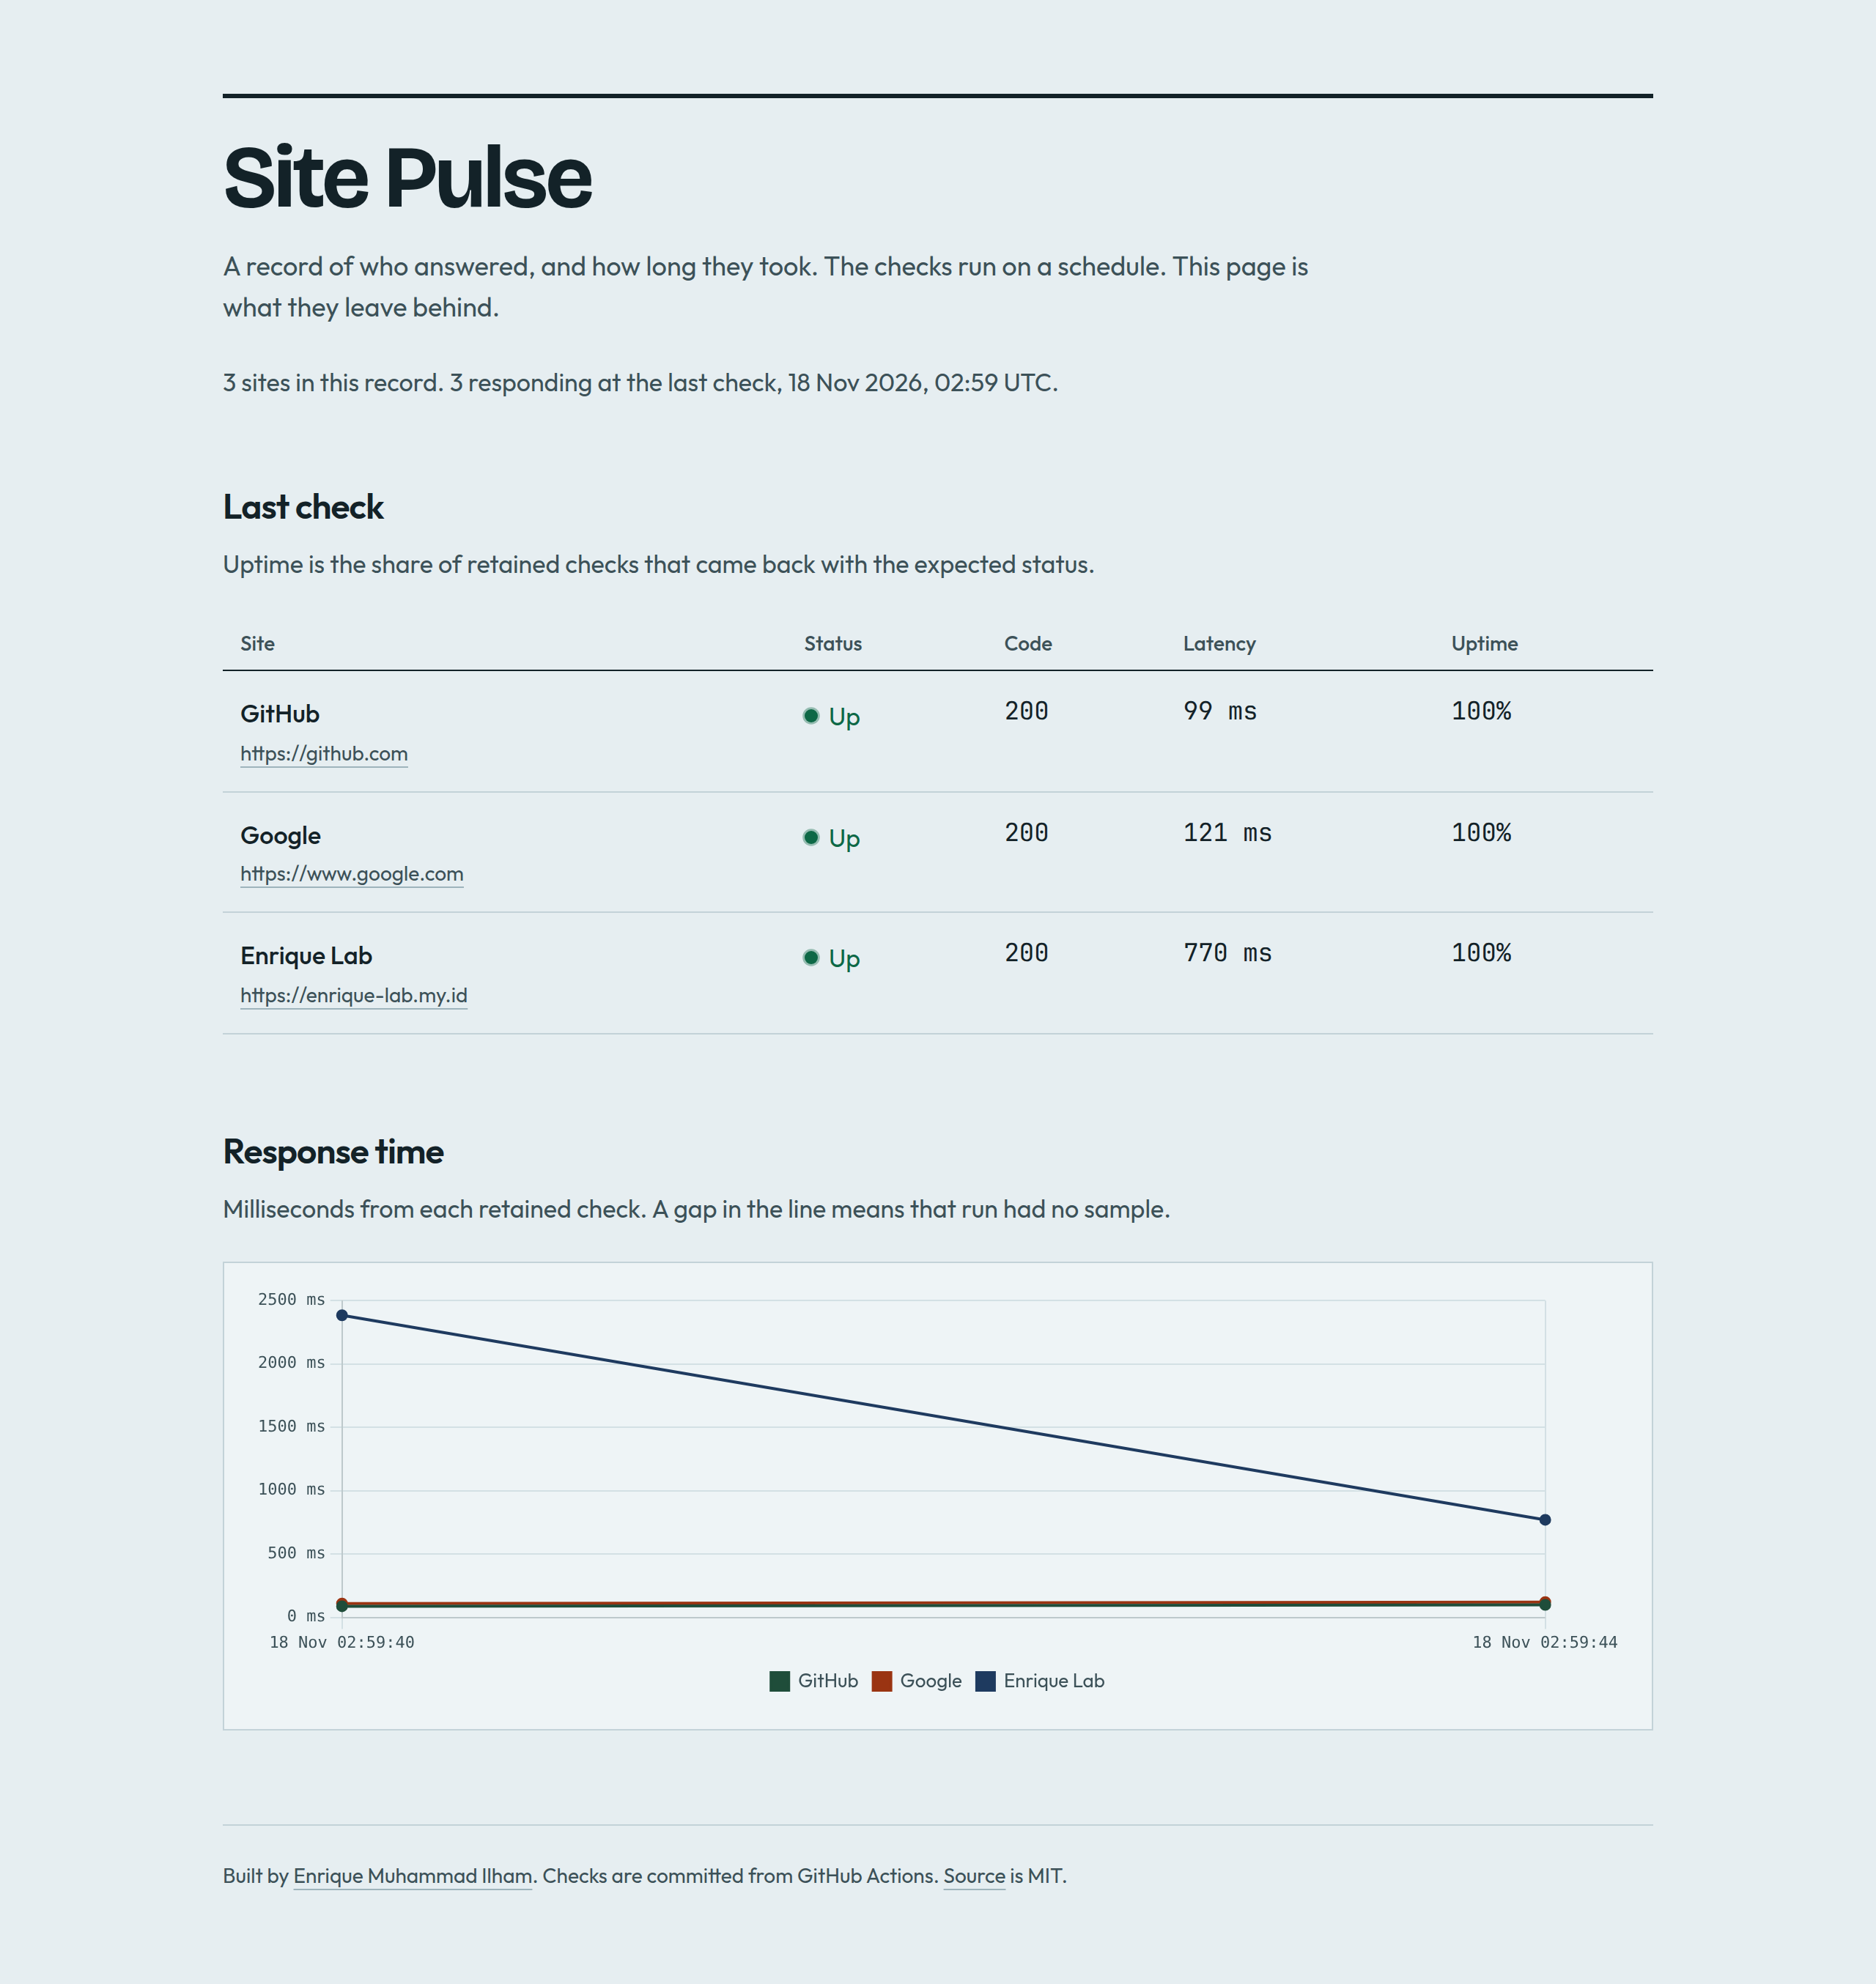 Site Pulse
A record of who answered, and how long they took. The checks run on a schedule. This page is
what they leave behind.
3 sites in this record. 3 responding at the last check, 18 Nov 2026, 02:59 UTC.
Last check
Uptime is the share of retained checks that came back with the expected status.
Site Status Code Latency Uptime
GitHub Up 200 99 ms 100%
https://github.com
Google Up 200 121 ms 100%
https://www.google.com
Enrique Lab Up 200 770 ms 100%
https://enrique-lab.my.id
Response time
Milliseconds from each retained check. A gap in the line means that run had no sample.
2500 ms
2000 ms
1500 ms
1000 ms
500 ms
0 ms
18 Nov 02:59:40 18 Nov 02:59:44
GitHub Google Enrique Lab
Built by Enrique Muhammad Ilham. Checks are committed from GitHub Actions. Source is MIT.